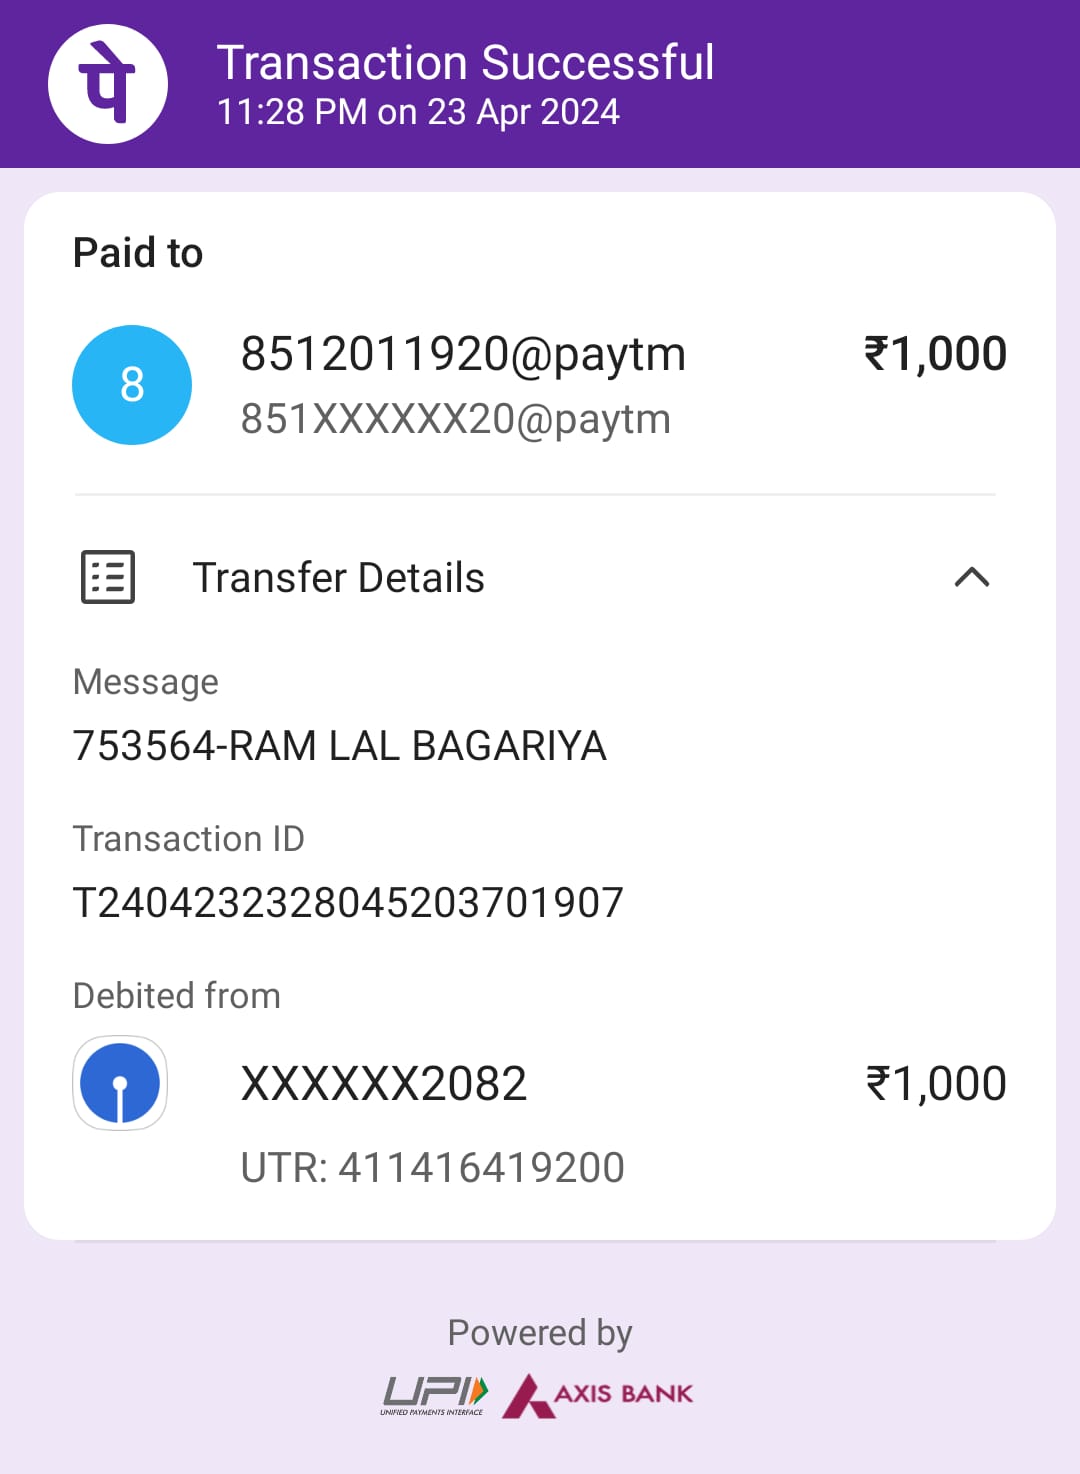 पे
Transaction Successful
11:28 PM on 23 Apr 2024
Paid to
8
8512011920@paytm
₹1,000
851XXXXXX20@paytm
Transfer Details
Message
753564-RAM LAL BAGARIYA
Transaction ID
T2404232328045203701907
Debited from
XXXXXX2082
₹1,000
UTR: 411416419200
Powered by
UPI
UNIFIED PAYMENTS INTERFACE
AXIS BANK